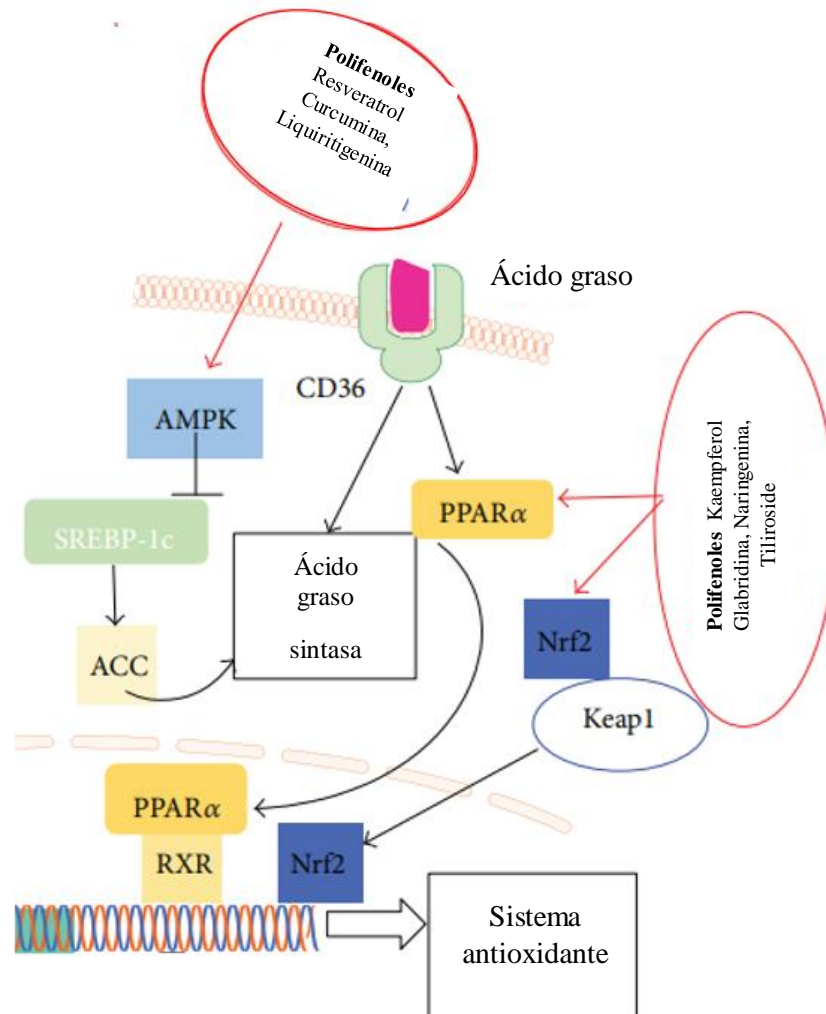 Polifenoles
Resveratrol
Curcumina,
Liquiritigenina
Ácido graso
CD36
AMPK
SREBP-1c
PPARα
Ácido
graso
sintasa
ACC
Polifenoles Kaempferol
Glabridina, Naringenina,
Tiliroside
Nrf2
Keap1
PPARα
RXR
Nrf2
Sistema
antioxidante